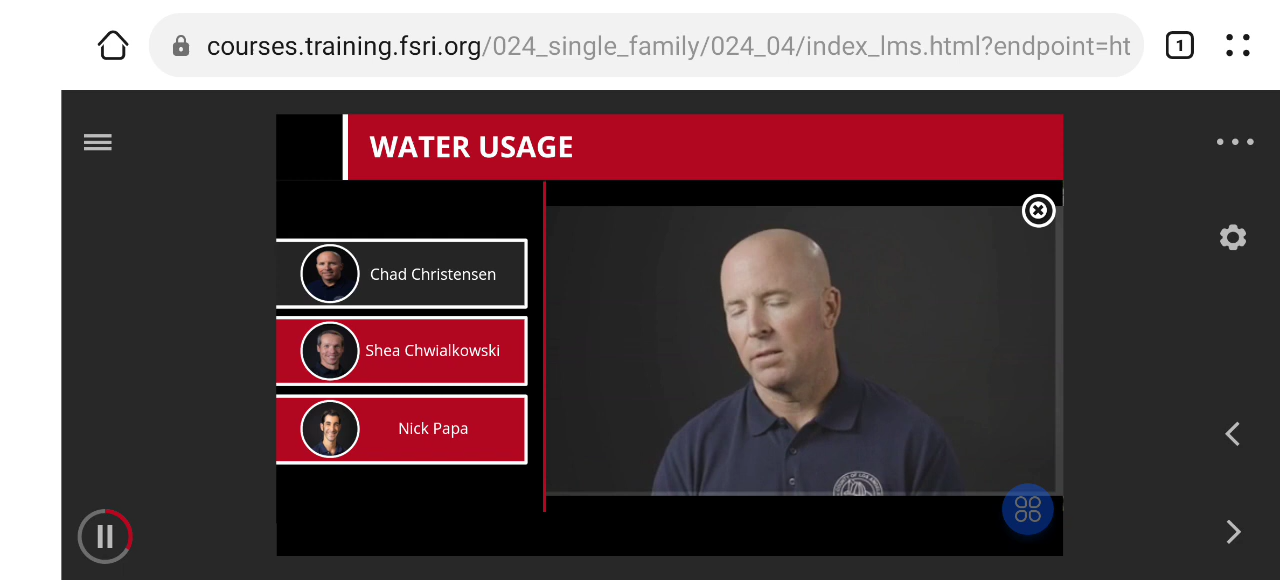 courses.training.fsri.org/024_single_family/024_04/index_lms.html?endpoint=ht
1
WATER USAGE
Chad Christensen
Shea Chwialkowski
Nick Papa